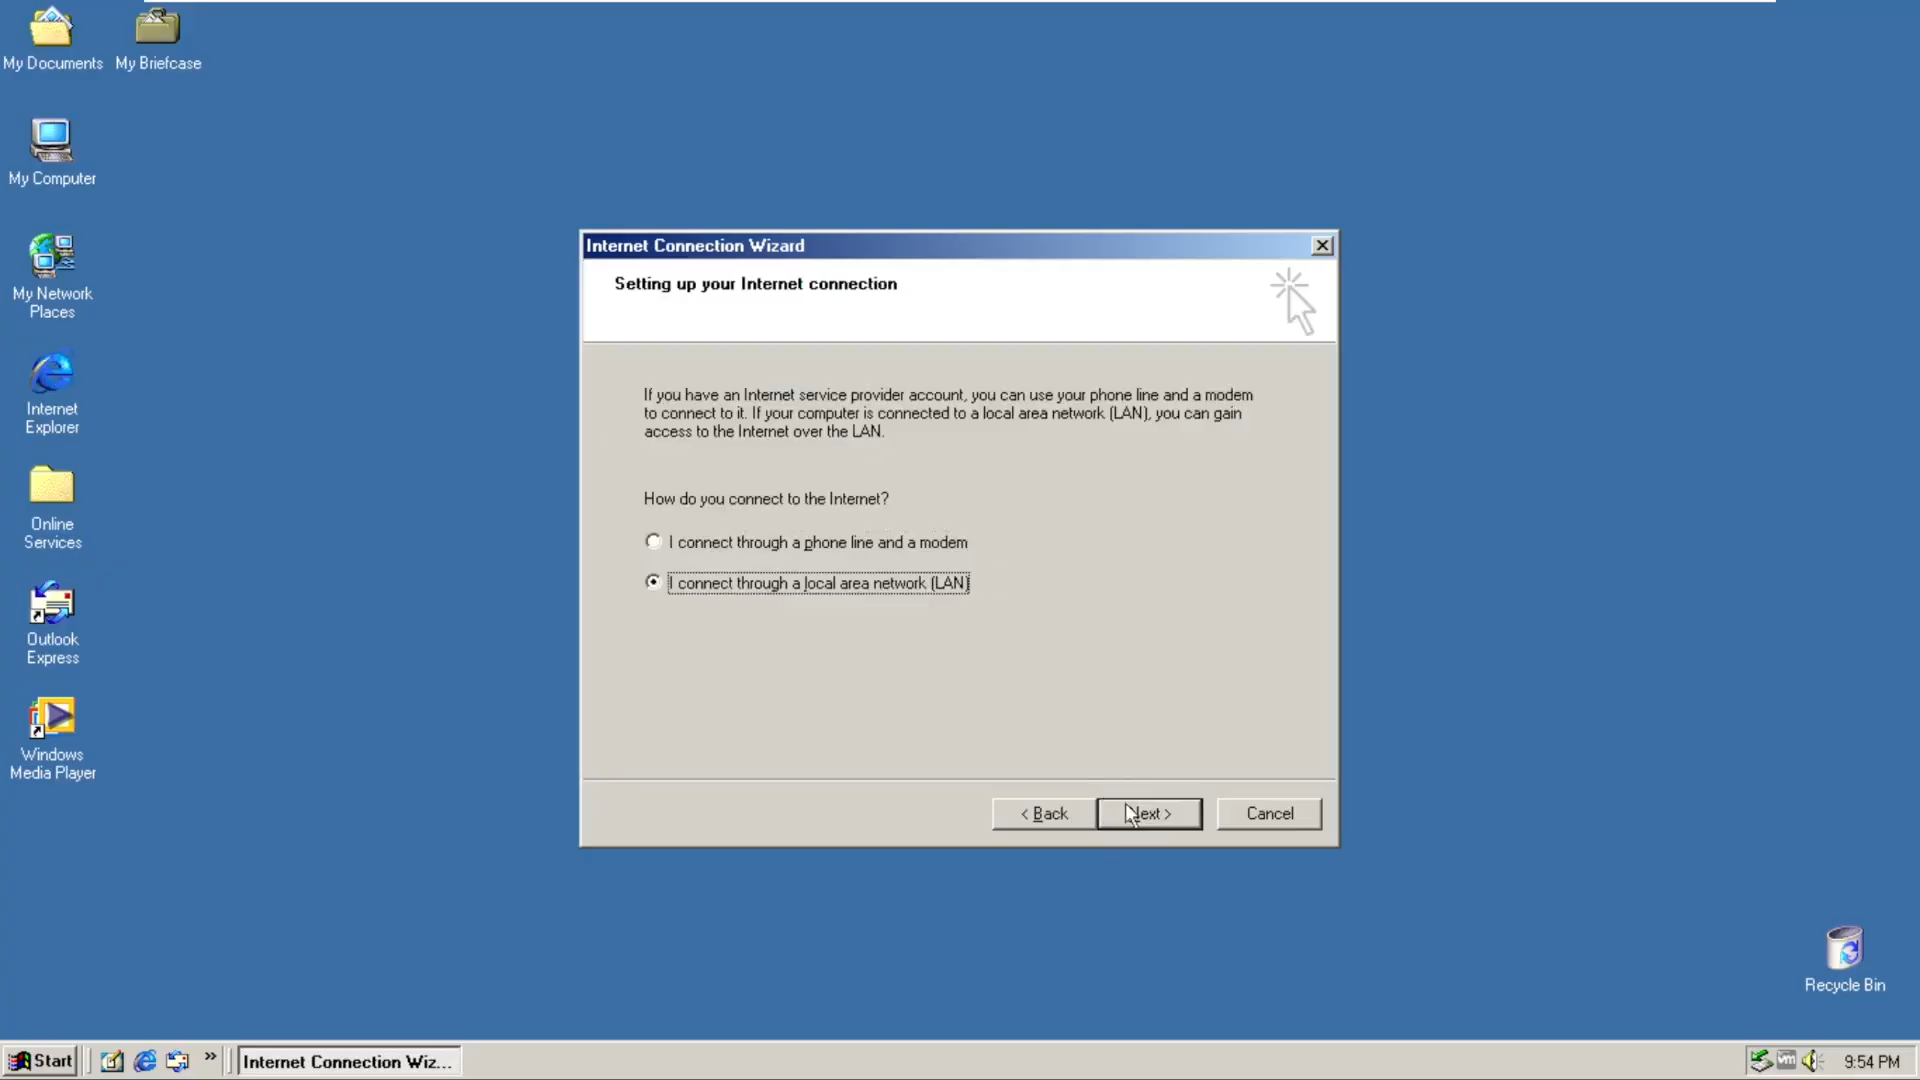 My Documents
My Briefcase
My Computer
My Network
Places
Internet
Explorer
Online
Services
Outlook
Express
Windows
Media Player
Internet Connection Wizard
Setting up your Internet connection
If you have an Internet service provider account, you can use your phone line and a modem
to connect to it. If your computer is connected to a local area network (LAN), you can gain
access to the Internet over the LAN.
How do you connect to the Internet?
I connect through a phone line and a modem
I connect through a local area network (LAN)
< Back
Next >
Cancel
Recycle Bin
Start
»
Internet Connection Wiz...
vm
9:54 PM